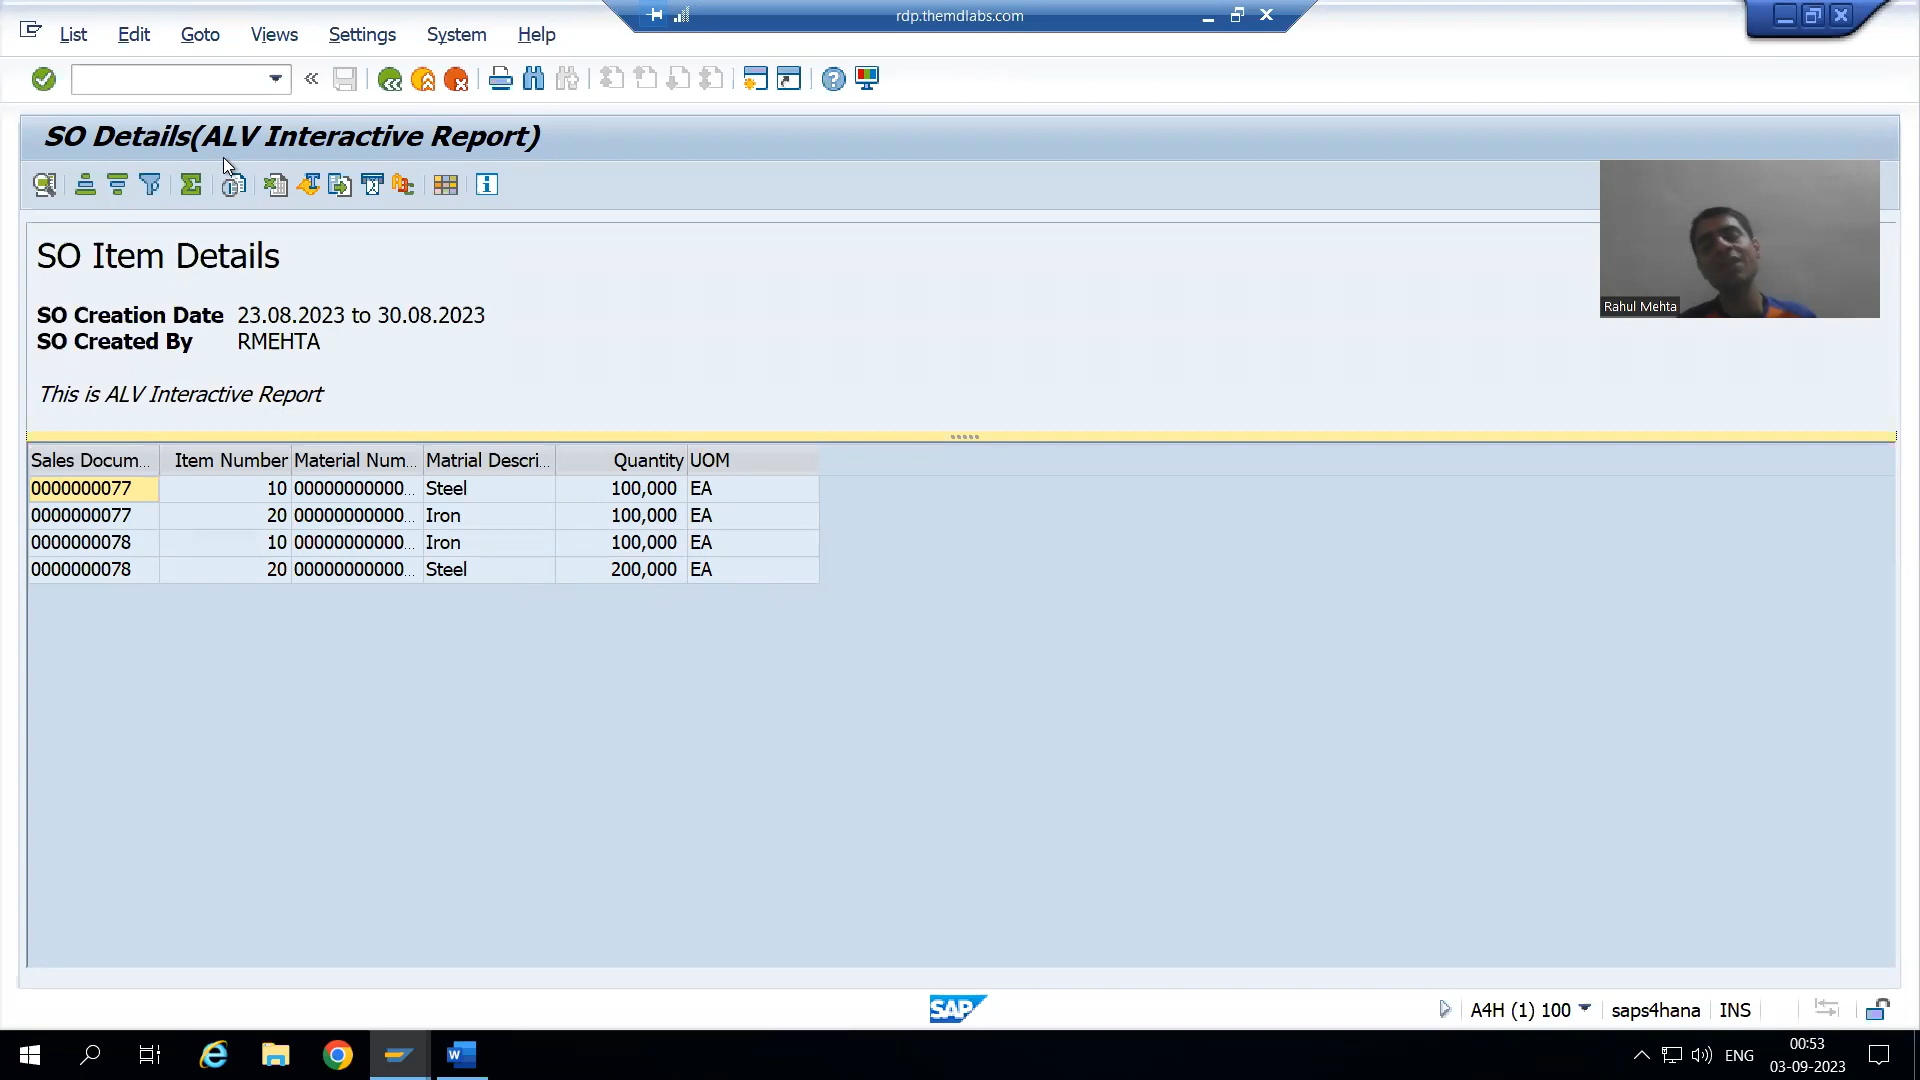 rdp.themdlabs.com
List Edit Goto Views Settings System Help
SO Details(ALV Interactive Report)
Rahul Mehta
SO Item Details
SO Creation Date 23.08.2023 to 30.08.2023
SO Created By RMEHTA
This is ALV Interactive Report
Sales Docum... Item Number Material Num... Matrial Descri... Quantity UOM
0000000077 10 00000000000... Steel 100,000 EA
0000000077 20 00000000000... Iron 100,000 EA
0000000078 10 00000000000... Iron 100,000 EA
0000000078 20 00000000000... Steel 200,000 EA
SAP A4H (1) 100 saps4hana INS
ENG 00:53
03-09-2023